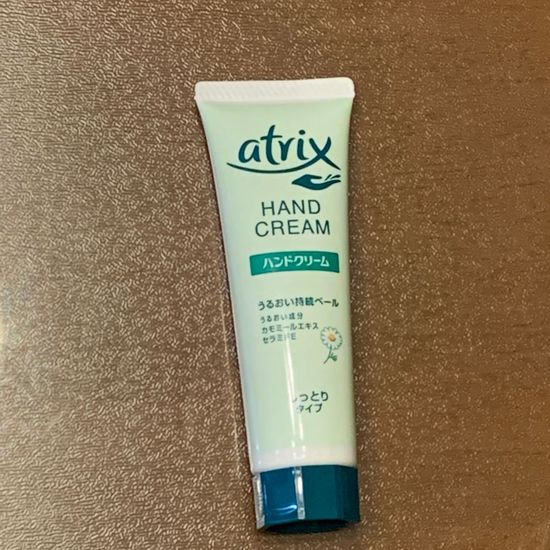 atrix
HAND
CREAM
ハンドクリーム
うるおい持続ベール
うるおい成分
カモミールエキス
セラミドE
しっとり
タイプ